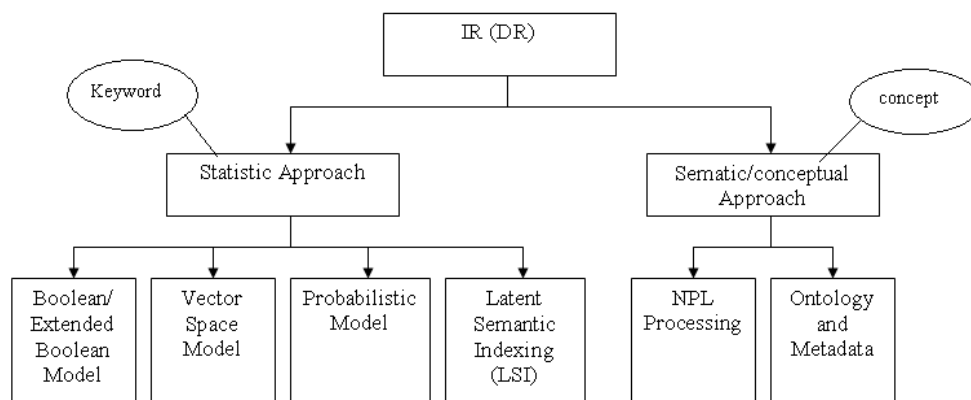 IR (DR)
Keyword
concept
Statistic Approach
Sematic/conceptual
Approach
Boolean/
Extended
Boolean
Model
Vector
Space
Model
Probabilistic
Model
Latent
Semantic
Indexing
(LSI)
NPL
Processing
Ontology
and
Metadata